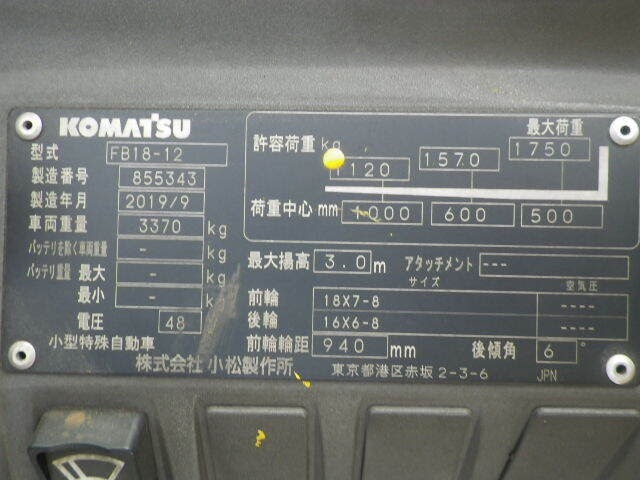 KOMATSU
型式 FB18-12
製造番号 855343
製造年月 2019/9
車両重量 3370 kg
バッテリを除く車両重量 - kg
バッテリ重量 最大 - kg
最小 - k
電圧 48
小型特殊自動車
許容荷重 kg 1120 1570 最大荷重 1750
荷重中心 mm 1000 600 500
最大揚高 3.0 m アタッチメント ---
サイズ 空気圧
前輪 18X7-8 ----
後輪 16X6-8 ----
前輪輪距 940 mm 後傾角 6 °
株式会社 小松製作所 東京都港区赤坂 2-3-6 JPN